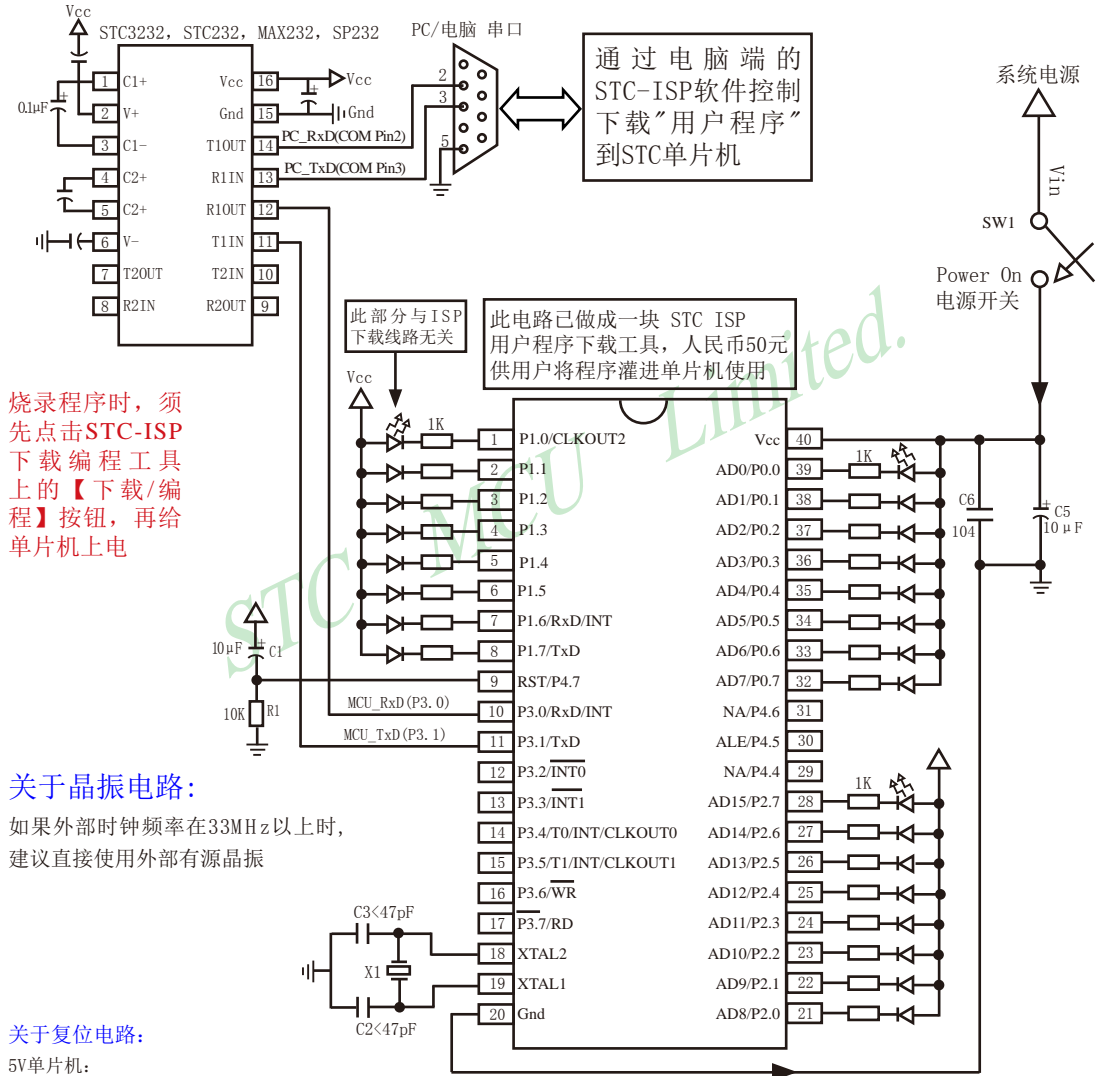 Vcc
STC3232, STC232, MAX232, SP232
PC/电脑 串口
1 C1+ Vcc 16 Vcc
0.1μF +
2 V+ Gnd 15 Gnd
3 C1- T1OUT 14 PC_RxD(COM Pin2)
4 C2+ R1IN 13 PC_TxD(COM Pin3)
5 C2+ R1OUT 12
6 V- T1IN 11
7 T2OUT T2IN 10
8 R2IN R2OUT 9
2
3
5
通过电脑端的
STC-ISP软件控制
下载"用户程序"
到STC单片机
系统电源
Vin
SW1
Power On
电源开关
此部分与ISP
下载线路无关
此电路已做成一块 STC ISP
用户程序下载工具, 人民币50元
供用户将程序灌进单片机使用
STC MCU Limited.
烧录程序时, 须
先点击STC-ISP
下载编程工具
上的【下载/编
程】按钮, 再给
单片机上电
Vcc
1K
1K
1 P1.0/CLKOUT2 Vcc 40
2 P1.1 AD0/P0.0 39
3 P1.2 AD1/P0.1 38
4 P1.3 AD2/P0.2 37
5 P1.4 AD3/P0.3 36
6 P1.5 AD4/P0.4 35
7 P1.6/RxD/INT AD5/P0.5 34
8 P1.7/TxD AD6/P0.6 33
9 RST/P4.7 AD7/P0.7 32
10 P3.0/RxD/INT NA/P4.6 31
11 P3.1/TxD ALE/P4.5 30
12 P3.2/INT0 NA/P4.4 29
13 P3.3/INT1 AD15/P2.7 28
14 P3.4/T0/INT/CLKOUT0 AD14/P2.6 27
15 P3.5/T1/INT/CLKOUT1 AD13/P2.5 26
16 P3.6/WR AD12/P2.4 25
17 P3.7/RD AD11/P2.3 24
18 XTAL2 AD10/P2.2 23
19 XTAL1 AD9/P2.1 22
20 Gnd AD8/P2.0 21
C6
104
+
C5
10μF
10μF + C1
10K R1
MCU_RxD(P3.0)
MCU_TxD(P3.1)
1K
关于晶振电路:
如果外部时钟频率在33MHz以上时,
建议直接使用外部有源晶振
C3<47pF
X1
C2<47pF
关于复位电路:
5V单片机: